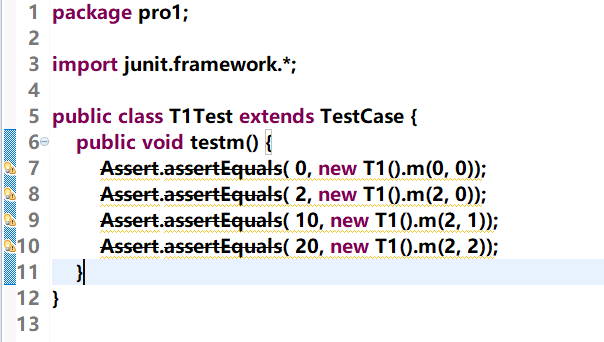 1 package pro1;
2
3 import junit.framework.*;
4
5 public class T1Test extends TestCase {
6 public void testm() {
7 Assert.assertEquals( 0, new T1().m(0, 0));
8 Assert.assertEquals( 2, new T1().m(2, 0));
9 Assert.assertEquals( 10, new T1().m(2, 1));
10 Assert.assertEquals( 20, new T1().m(2, 2));
11 }
12 }
13